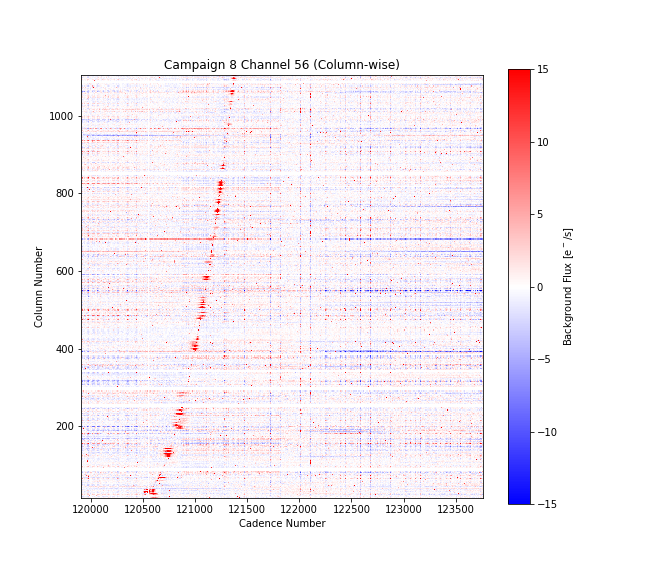 Campaign 8 Channel 56 (Column-wise)
1000
800
600
400
200
Column Number
120000 120500 121000 121500 122000 122500 123000 123500
Cadence Number
15
10
5
0
−5
−10
−15
Background Flux [e⁻/s]